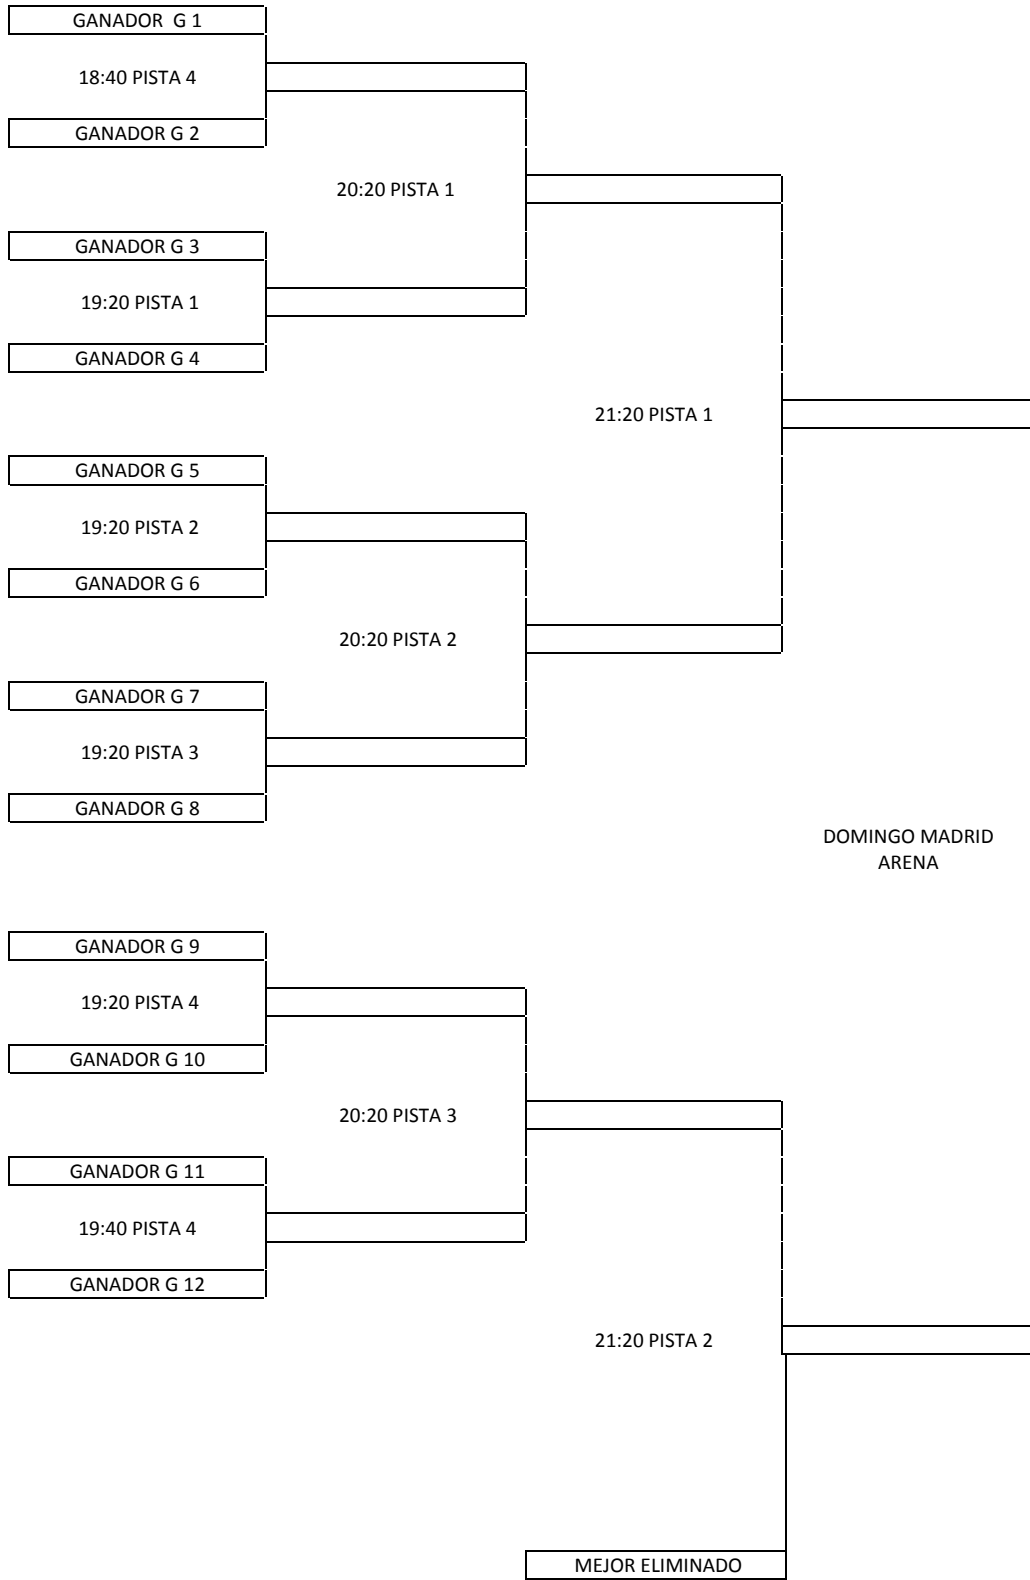 GANADOR  G 1
18:40 PISTA 4
GANADOR G 2
20:20 PISTA 1
GANADOR G 3
19:20 PISTA 1
GANADOR G 4
21:20 PISTA 1
GANADOR G 5
19:20 PISTA 2
GANADOR G 6
20:20 PISTA 2
GANADOR G 7
19:20 PISTA 3
GANADOR G 8
DOMINGO MADRID
ARENA
GANADOR G 9
19:20 PISTA 4
GANADOR G 10
20:20 PISTA 3
GANADOR G 11
19:40 PISTA 4
GANADOR G 12
21:20 PISTA 2
MEJOR ELIMINADO